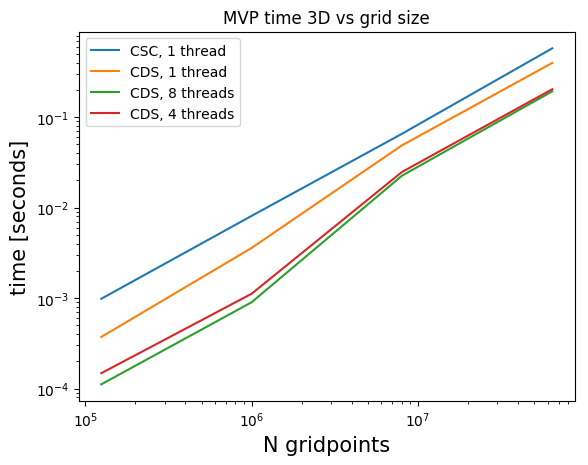 MVP time 3D vs grid size
CSC, 1 thread
CDS, 1 thread
CDS, 8 threads
CDS, 4 threads
time [seconds]
10⁻¹
10⁻²
10⁻³
10⁻⁴
10⁵ 10⁶ 10⁷
N gridpoints